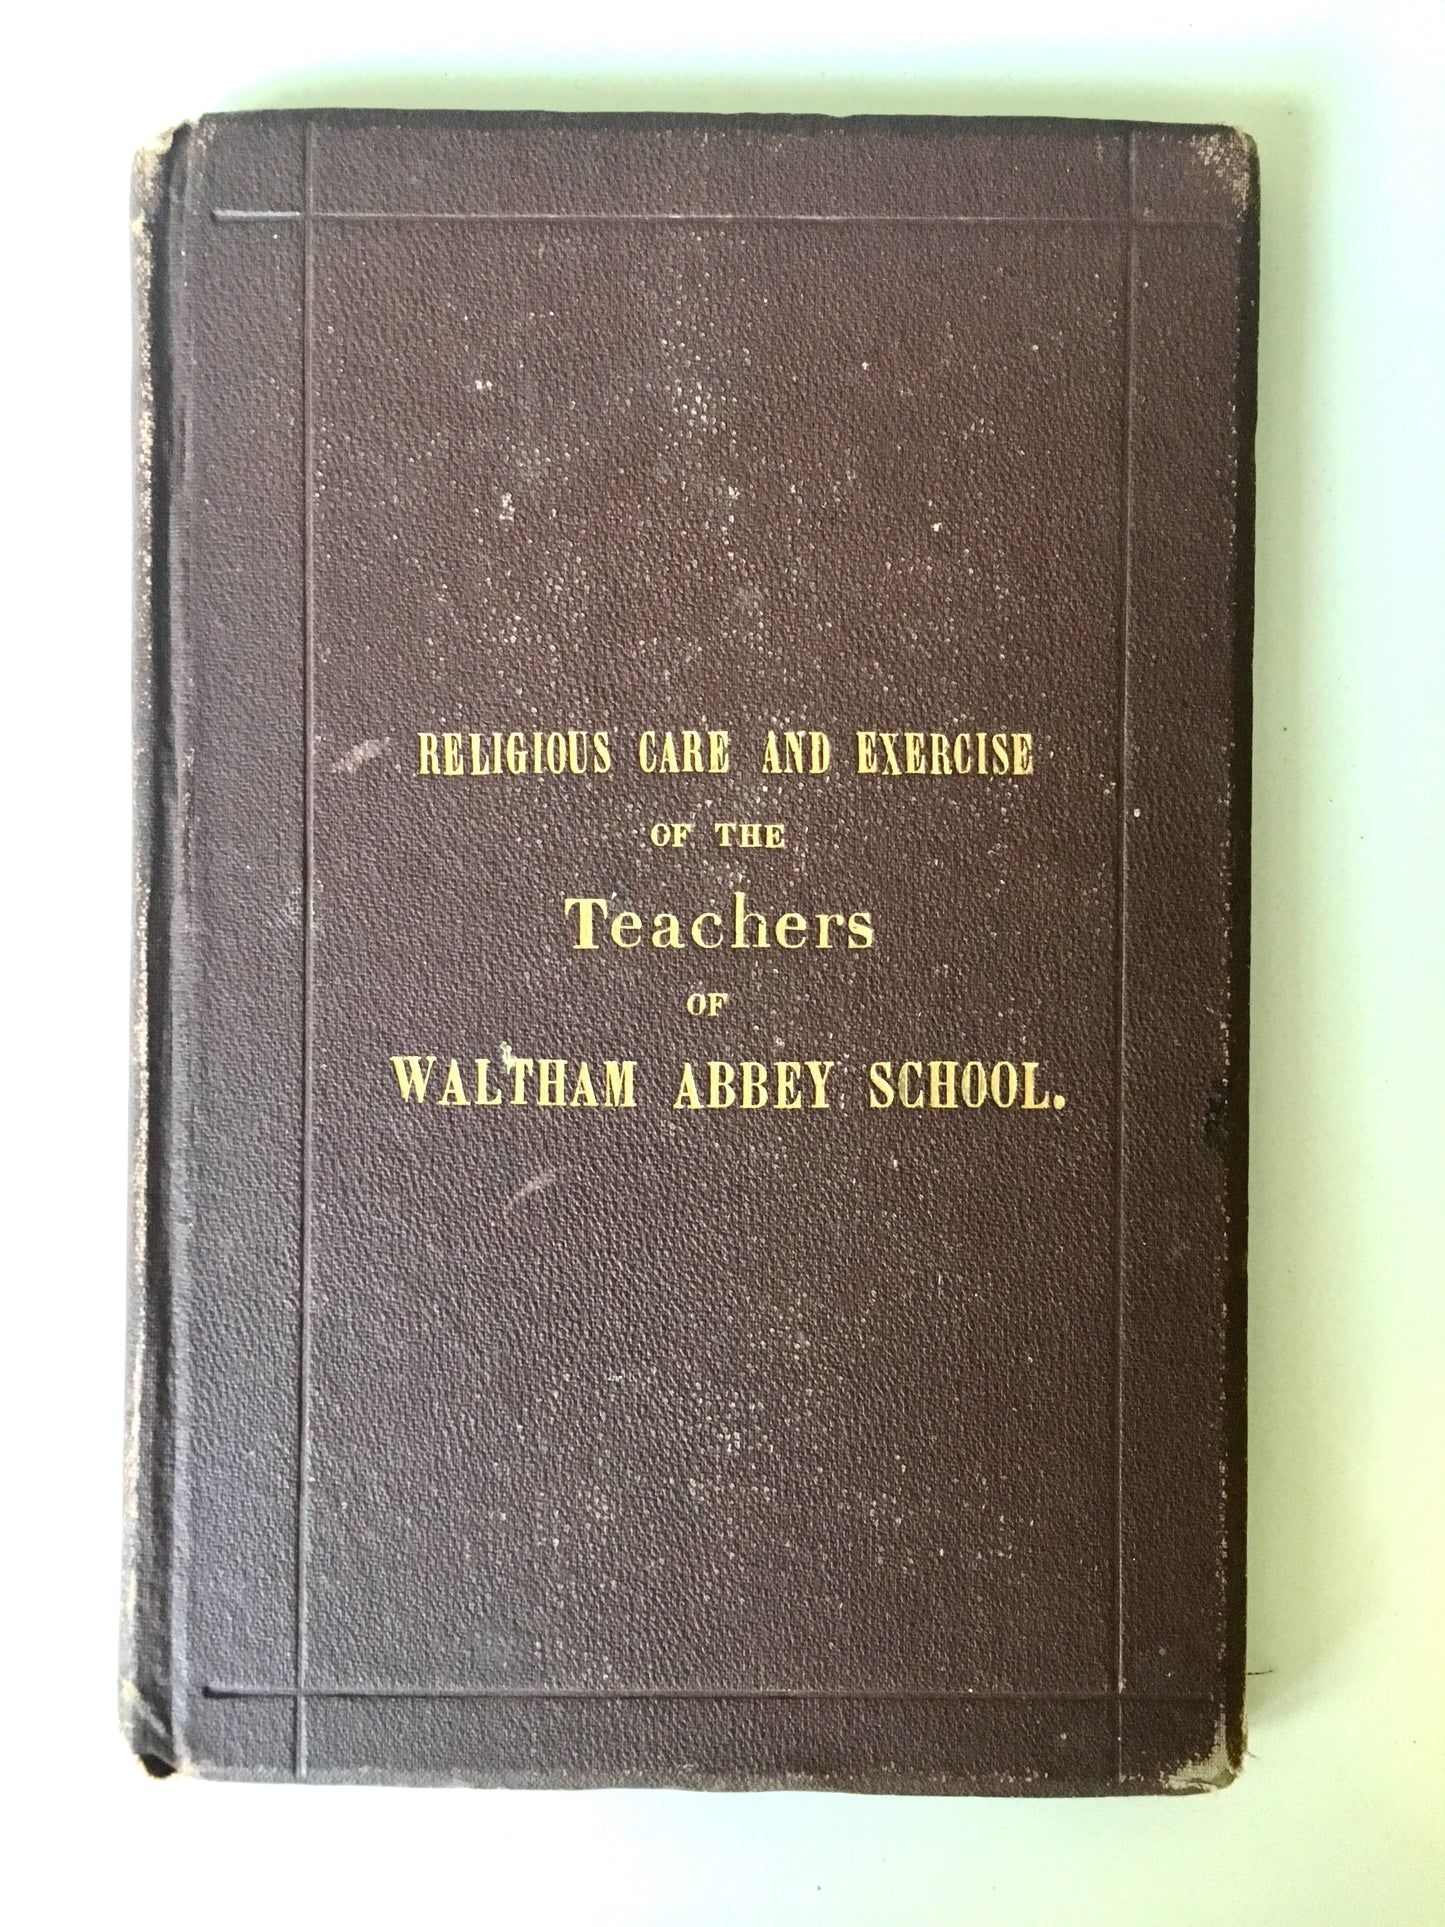 RELIGIOUS CARE AND EXERCISE
OF THE
Teachers
OF
WALTHAM ABBEY SCHOOL.